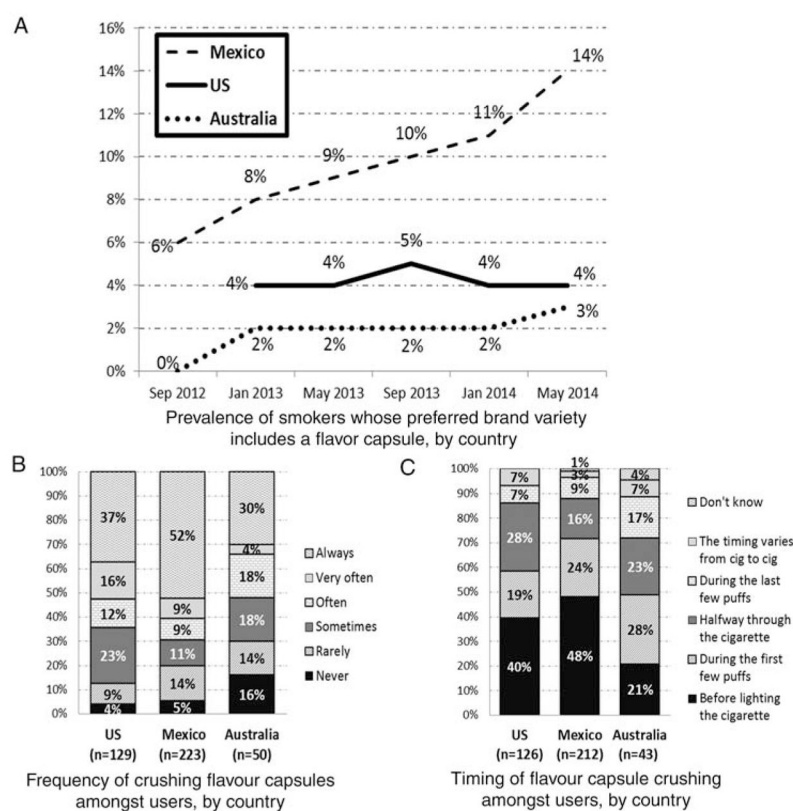 A
16%
14%
12%
10%
8%
6%
4%
2%
0%
Mexico
US
Australia
6%
8%
9%
10%
11%
14%
4%
4%
5%
4%
4%
0%
2%
2%
2%
2%
3%
Sep 2012 Jan 2013 May 2013 Sep 2013 Jan 2014 May 2014
Prevalence of smokers whose preferred brand variety
includes a flavor capsule, by country
B
100%
90%
80%
70%
60%
50%
40%
30%
20%
10%
0%
37%
16%
12%
23%
9%
4%
52%
9%
9%
11%
14%
5%
30%
4%
18%
18%
14%
16%
Always
Very often
Often
Sometimes
Rarely
Never
US Mexico Australia
(n=129) (n=223) (n=50)
Frequency of crushing flavour capsules
amongst users, by country
C
100%
90%
80%
70%
60%
50%
40%
30%
20%
10%
0%
7%
7%
28%
19%
40%
1%
3%
9%
16%
24%
48%
4%
7%
17%
23%
28%
21%
Don't know
The timing varies
from cig to cig
During the last
few puffs
Halfway through
the cigarette
During the first
few puffs
Before lighting
the cigarette
US Mexico Australia
(n=126) (n=212) (n=43)
Timing of flavour capsule crushing
amongst users, by country